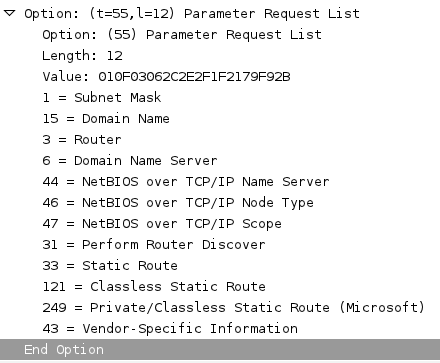 Option: (t=55,l=12) Parameter Request List
Option: (55) Parameter Request List
Length: 12
Value: 010F03062C2E2F1F2179F92B
1 = Subnet Mask
15 = Domain Name
3 = Router
6 = Domain Name Server
44 = NetBIOS over TCP/IP Name Server
46 = NetBIOS over TCP/IP Node Type
47 = NetBIOS over TCP/IP Scope
31 = Perform Router Discover
33 = Static Route
121 = Classless Static Route
249 = Private/Classless Static Route (Microsoft)
43 = Vendor-Specific Information
End Option